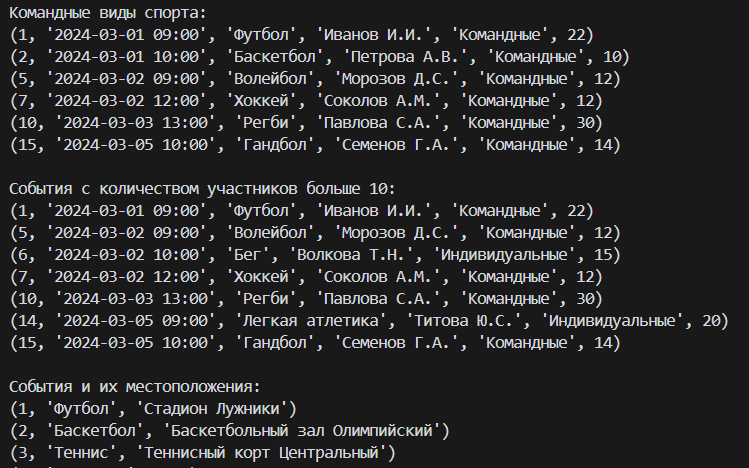 Командные виды спорта:
(1, '2024-03-01 09:00', 'Футбол', 'Иванов И.И.', 'Командные', 22)
(2, '2024-03-01 10:00', 'Баскетбол', 'Петрова А.В.', 'Командные', 10)
(5, '2024-03-02 09:00', 'Волейбол', 'Морозов Д.С.', 'Командные', 12)
(7, '2024-03-02 12:00', 'Хоккей', 'Соколов А.М.', 'Командные', 12)
(10, '2024-03-03 13:00', 'Регби', 'Павлова С.А.', 'Командные', 30)
(15, '2024-03-05 10:00', 'Гандбол', 'Семенов Г.А.', 'Командные', 14)
События с количеством участников больше 10:
(1, '2024-03-01 09:00', 'Футбол', 'Иванов И.И.', 'Командные', 22)
(5, '2024-03-02 09:00', 'Волейбол', 'Морозов Д.С.', 'Командные', 12)
(6, '2024-03-02 10:00', 'Бег', 'Волкова Т.Н.', 'Индивидуальные', 15)
(7, '2024-03-02 12:00', 'Хоккей', 'Соколов А.М.', 'Командные', 12)
(10, '2024-03-03 13:00', 'Регби', 'Павлова С.А.', 'Командные', 30)
(14, '2024-03-05 09:00', 'Легкая атлетика', 'Титова Ю.С.', 'Индивидуальные', 20)
(15, '2024-03-05 10:00', 'Гандбол', 'Семенов Г.А.', 'Командные', 14)
События и их местоположения:
(1, 'Футбол', 'Стадион Лужники')
(2, 'Баскетбол', 'Баскетбольный зал Олимпийский')
(3, 'Теннис', 'Теннисный корт Центральный')